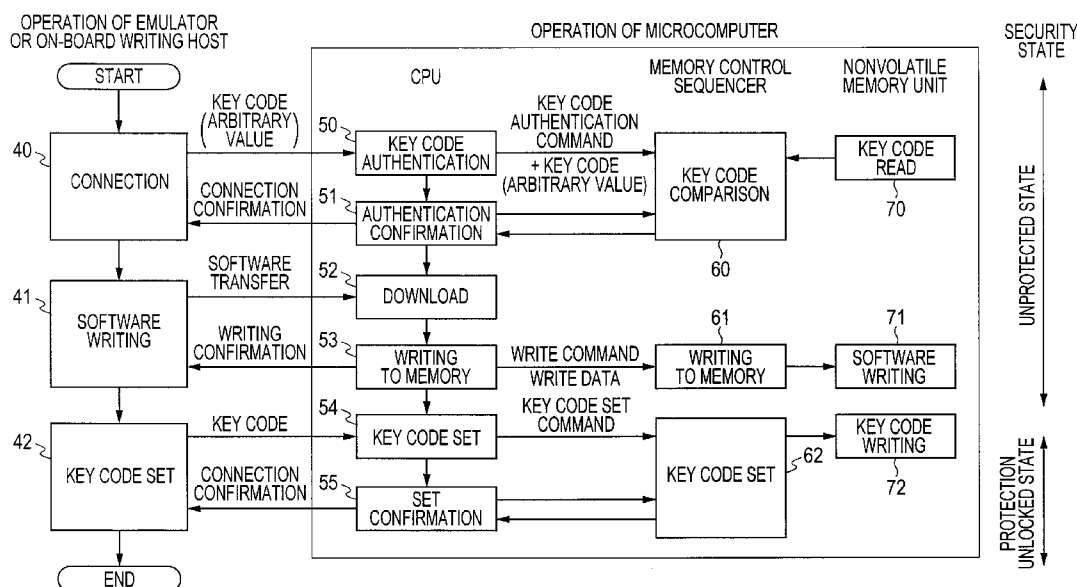 OPERATION OF EMULATOR
OR ON-BOARD WRITING HOST
START
40
CONNECTION
KEY CODE
(ARBITRARY
VALUE)
CONNECTION
CONFIRMATION
41
SOFTWARE
WRITING
SOFTWARE
TRANSFER
WRITING
CONFIRMATION
42
KEY CODE SET
KEY CODE
CONNECTION
CONFIRMATION
END
OPERATION OF MICROCOMPUTER
CPU
50
KEY CODE
AUTHENTICATION
51
AUTHENTICATION
CONFIRMATION
52
DOWNLOAD
53
WRITING
TO MEMORY
54
KEY CODE SET
55
SET
CONFIRMATION
KEY CODE
AUTHENTICATION
COMMAND
+ KEY CODE
(ARBITRARY VALUE)
WRITE COMMAND
WRITE DATA
KEY CODE SET
COMMAND
MEMORY CONTROL
SEQUENCER
KEY CODE
COMPARISON
60
61
WRITING
TO MEMORY
KEY CODE SET
62
NONVOLATILE
MEMORY UNIT
KEY CODE
READ
70
71
SOFTWARE
WRITING
KEY CODE
WRITING
72
SECURITY
STATE
UNPROTECTED STATE
PROTECTION
UNLOCKED STATE